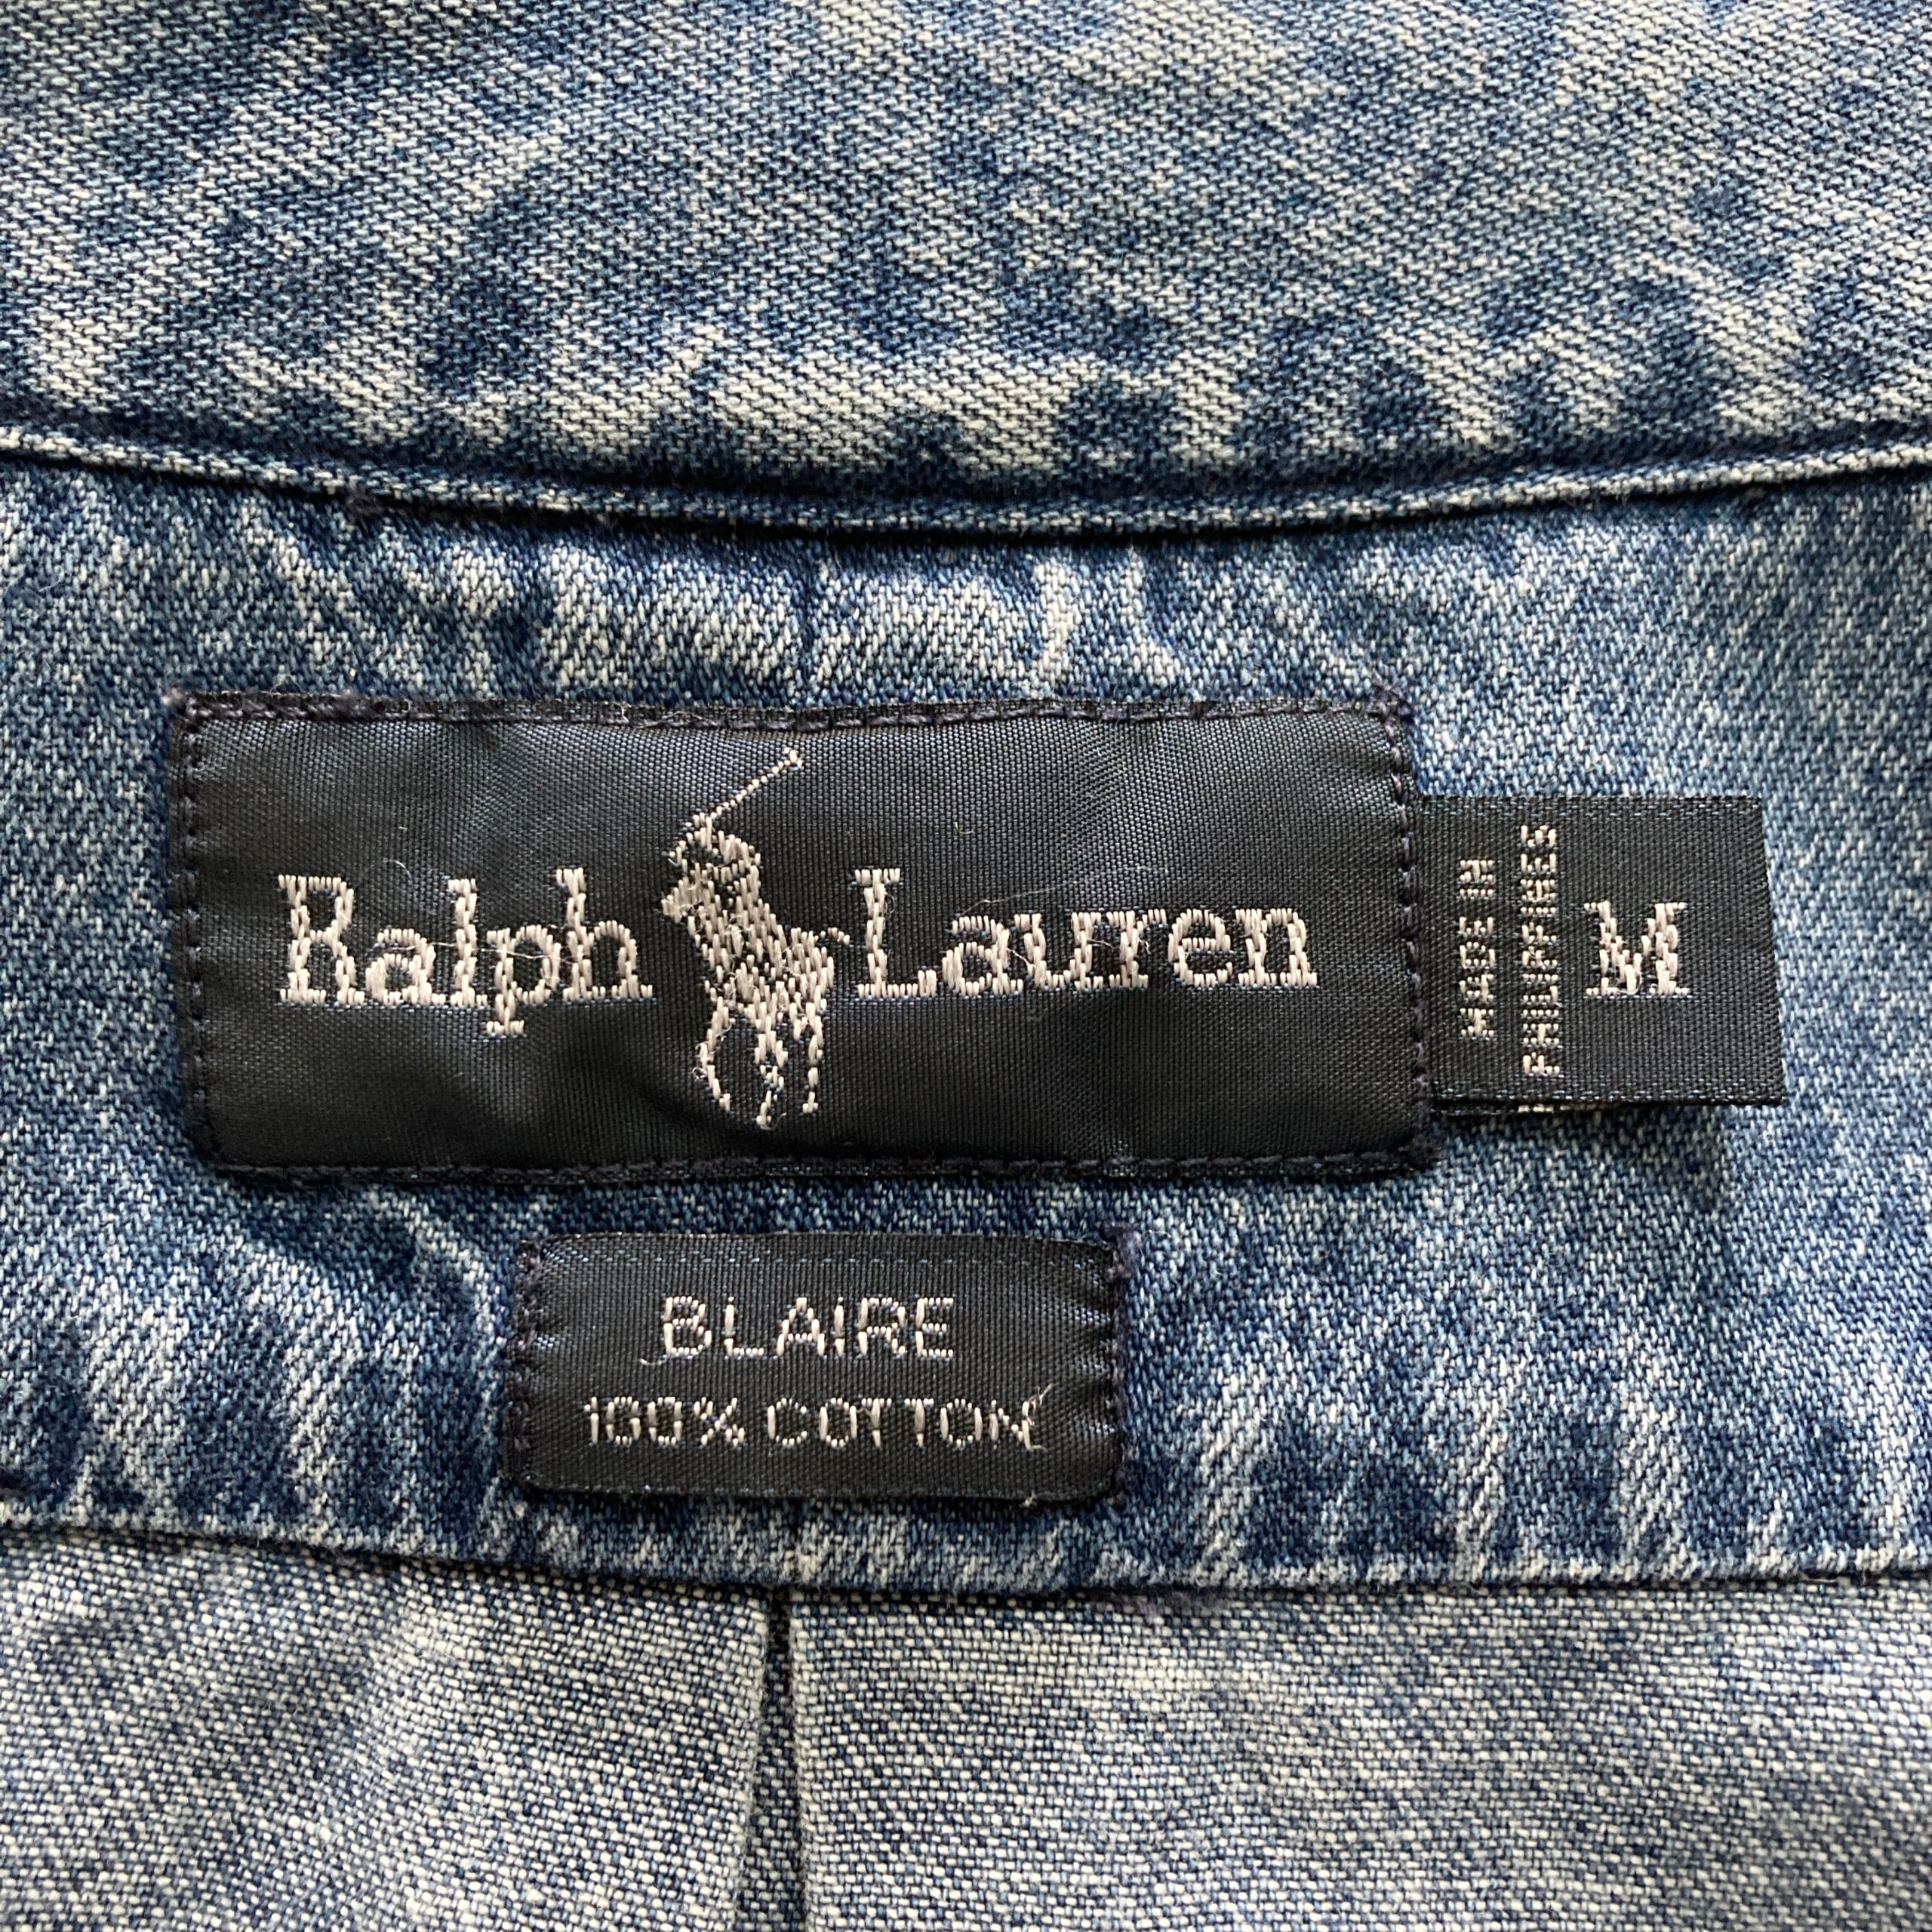 Ralph Lauren
MADE IN
PHILIPPINES
M
BLAIRE
100% COTTON